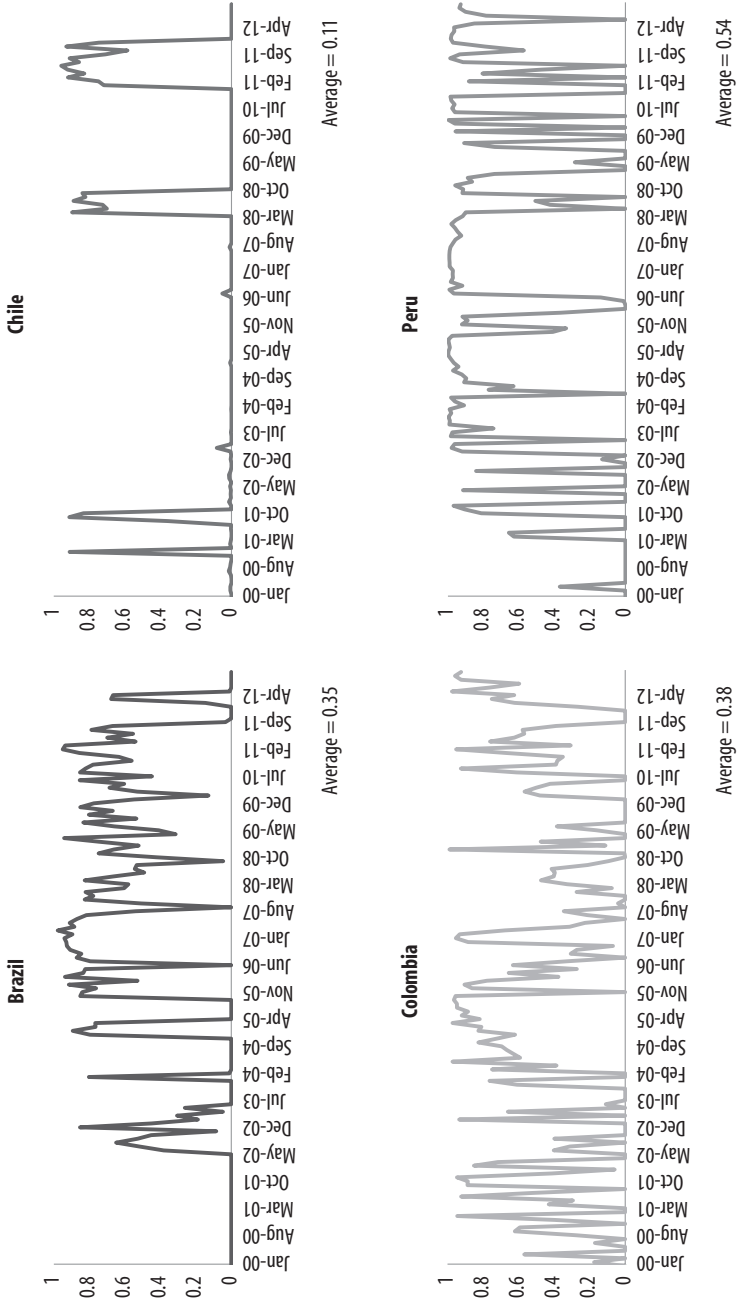 Brazil
1
0.8
0.6
0.4
0.2
0
Jan-00
Aug-00
Mar-01
Oct-01
May-02
Dec-02
Jul-03
Feb-04
Sep-04
Apr-05
Nov-05
Jun-06
Jan-07
Aug-07
Mar-08
Oct-08
May-09
Dec-09
Jul-10
Feb-11
Sep-11
Apr-12
Average = 0.35
Chile
1
0.8
0.6
0.4
0.2
0
Jan-00
Aug-00
Mar-01
Oct-01
May-02
Dec-02
Jul-03
Feb-04
Sep-04
Apr-05
Nov-05
Jun-06
Jan-07
Aug-07
Mar-08
Oct-08
May-09
Dec-09
Jul-10
Feb-11
Sep-11
Apr-12
Average = 0.11
Colombia
1
0.8
0.6
0.4
0.2
0
Jan-00
Aug-00
Mar-01
Oct-01
May-02
Dec-02
Jul-03
Feb-04
Sep-04
Apr-05
Nov-05
Jun-06
Jan-07
Aug-07
Mar-08
Oct-08
May-09
Dec-09
Jul-10
Feb-11
Sep-11
Apr-12
Average = 0.38
Peru
1
0.8
0.6
0.4
0.2
0
Jan-00
Aug-00
Mar-01
Oct-01
May-02
Dec-02
Jul-03
Feb-04
Sep-04
Apr-05
Nov-05
Jun-06
Jan-07
Aug-07
Mar-08
Oct-08
May-09
Dec-09
Jul-10
Feb-11
Sep-11
Apr-12
Average = 0.54